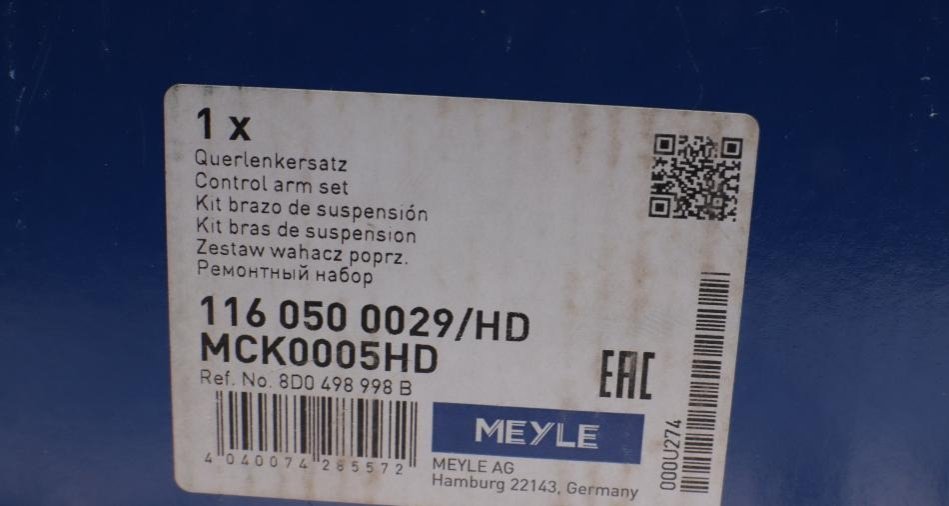 1 x
Querlenkersatz
Control arm set
Kit brazo de suspensión
Kit bras de suspension
Zestaw wahacz poprz.
Ремонтный набор
116 050 0029/HD
MCK0005HD
Ref. No. 8D0 498 998 B
EAC
4 040074 285572
MEYLE
MEYLE AG
Hamburg 22143, Germany
000U274